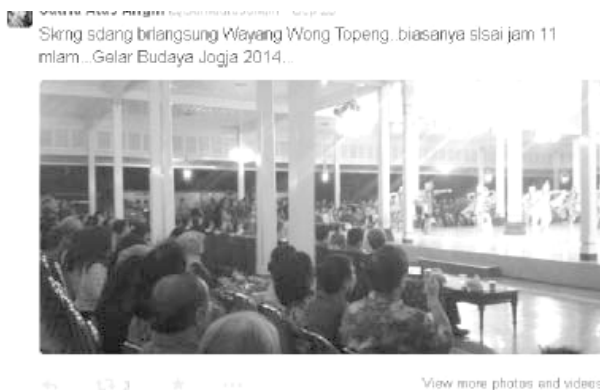 Skrng sdang brlangsung Wayang Wong Topeng..biasanya slsai jam 11
mlam...Gelar Budaya Jogja 2014...
3
View more photos and videos